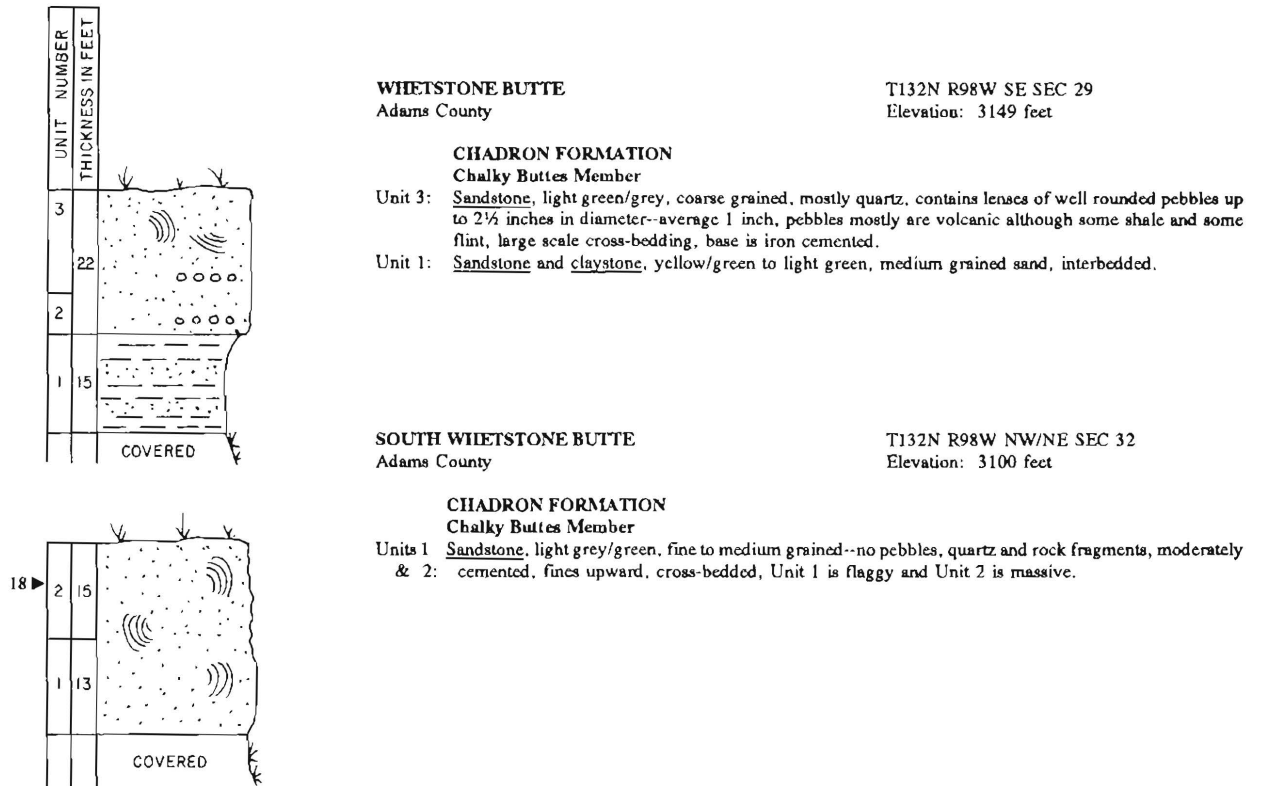 UNIT NUMBER
THICKNESS IN FEET
WHETSTONE BUTTE
Adams County
T132N R98W SE SEC 29
Elevation: 3149 feet
CHADRON FORMATION
Chalky Buttes Member
Unit 3: Sandstone, light green/grey, coarse grained, mostly quartz, contains lenses of well rounded pebbles up
to 2½ inches in diameter--average 1 inch, pebbles mostly are volcanic although some shale and some
flint, large scale cross-bedding, base is iron cemented.
Unit 1: Sandstone and claystone, yellow/green to light green, medium grained sand, interbedded.
3
22
2
1 15
COVERED
SOUTH WHETSTONE BUTTE
Adams County
T132N R98W NW/NE SEC 32
Elevation: 3100 feet
CHADRON FORMATION
Chalky Buttes Member
Units 1 Sandstone, light grey/green, fine to medium grained--no pebbles, quartz and rock fragments, moderately
& 2: cemented, fines upward, cross-bedded, Unit 1 is flaggy and Unit 2 is massive.
18 2 15
1 13
COVERED